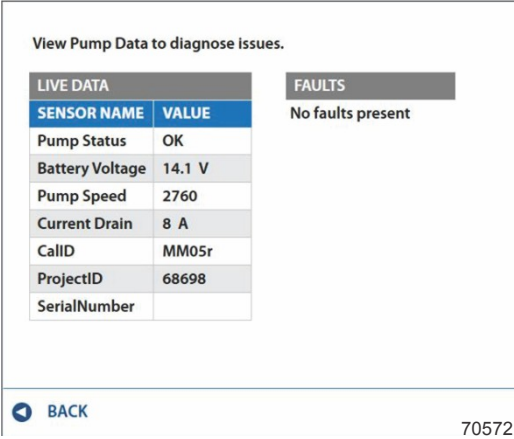 View Pump Data to diagnose issues.
LIVE DATA
SENSOR NAME VALUE
Pump Status OK
Battery Voltage 14.1 V
Pump Speed 2760
Current Drain 8 A
CalID MM05r
ProjectID 68698
SerialNumber
FAULTS
No faults present
BACK
70572